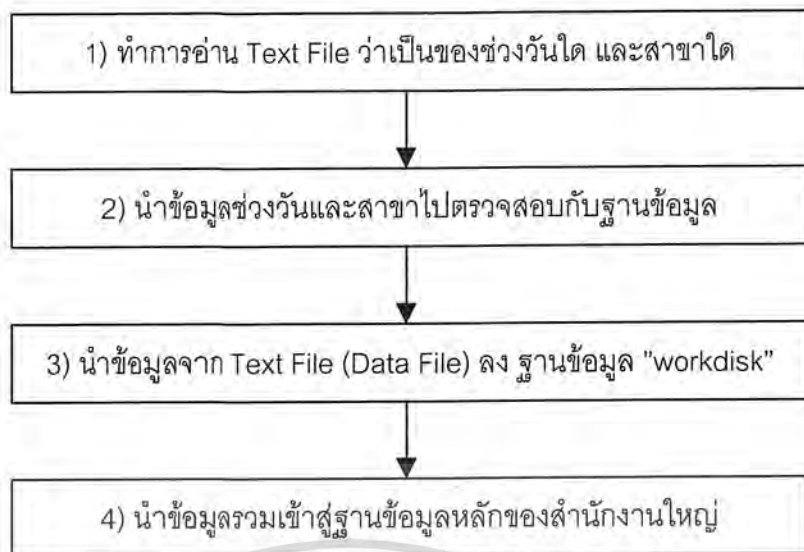 1) ทำการอ่าน Text File ว่าเป็นของช่วงวันใด และสาขาใด
2) นำข้อมูลช่วงวันและสาขาไปตรวจสอบกับฐานข้อมูล
3) นำข้อมูลจาก Text File (Data File) ลง ฐานข้อมูล "workdisk"
4) นำข้อมูลรวมเข้าสู่ฐานข้อมูลหลักของสำนักงานใหญ่